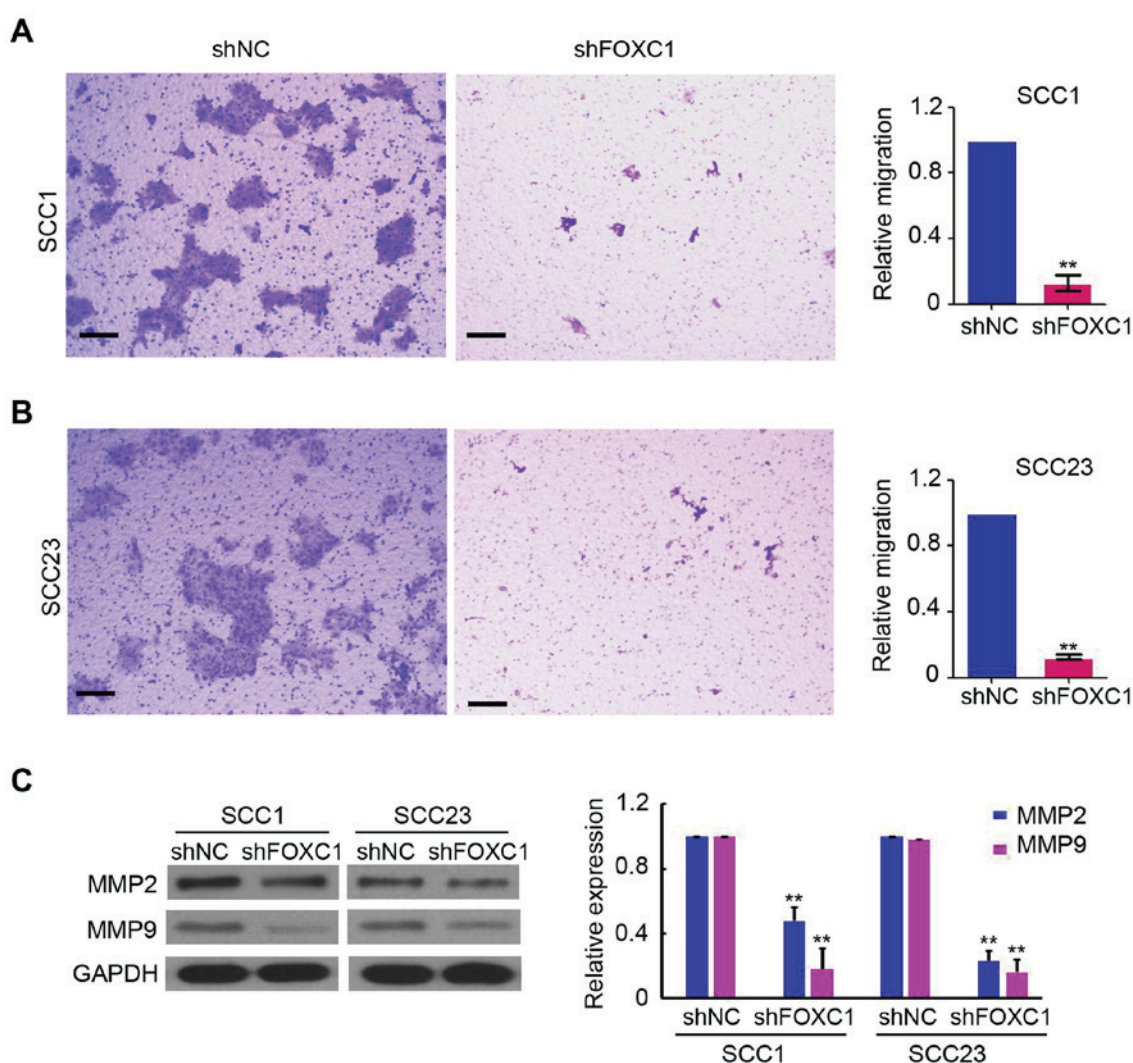 A
shNC
shFOXC1
SCC1
SCC1
Relative migration
1.2
0.8
0.4
0
**
shNC
shFOXC1
B
SCC23
SCC23
Relative migration
1.2
0.8
0.4
0
**
shNC
shFOXC1
C
SCC1
SCC23
shNC
shFOXC1
shNC
shFOXC1
MMP2
MMP9
GAPDH
Relative expression
1.2
0.8
0.4
0
MMP2
MMP9
**
**
**
**
shNC
shFOXC1
shNC
shFOXC1
SCC1
SCC23